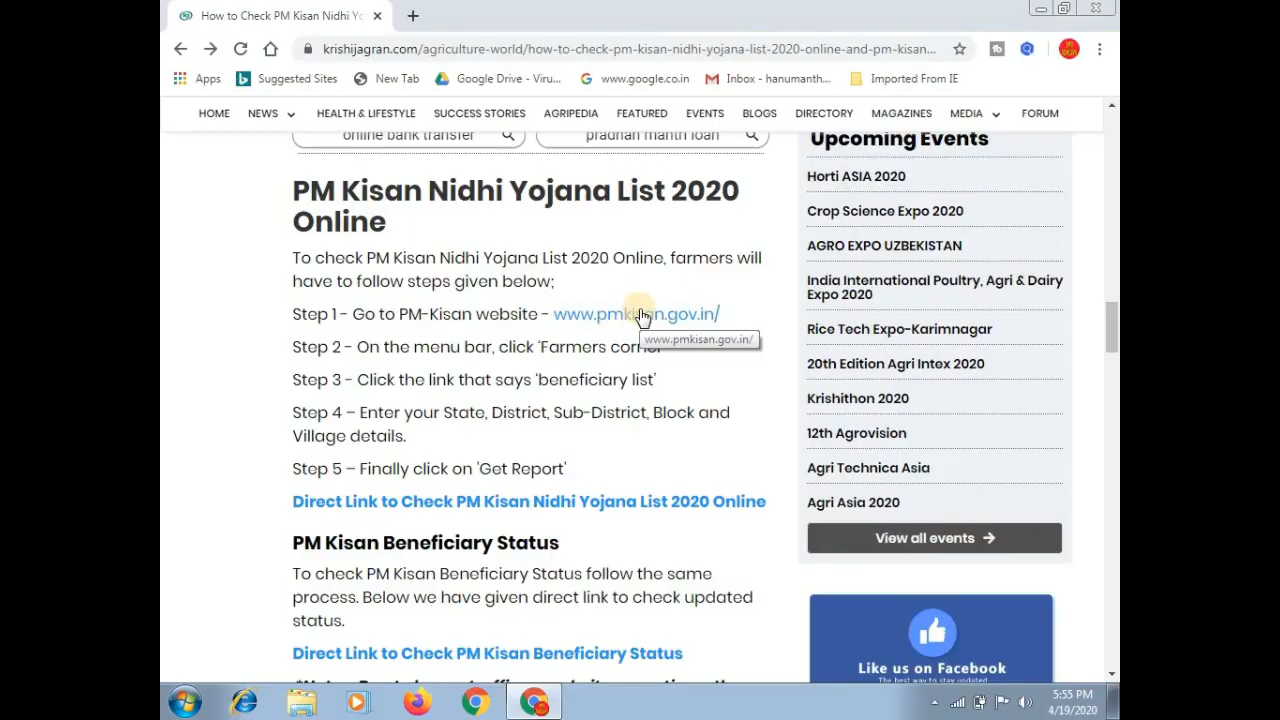 How to Check PM Kisan Nidhi Yo
krishijagran.com/agriculture-world/how-to-check-pm-kisan-nidhi-yojana-list-2020-online-and-pm-kisan...
Apps Suggested Sites New Tab Google Drive - Viru... www.google.co.in Inbox - hanumanth... Imported From IE
HOME NEWS HEALTH & LIFESTYLE SUCCESS STORIES AGRIPEDIA FEATURED EVENTS BLOGS DIRECTORY MAGAZINES MEDIA FORUM
online bank transfer pradhan mantri loan
PM Kisan Nidhi Yojana List 2020
Online
To check PM Kisan Nidhi Yojana List 2020 Online, farmers will
have to follow steps given below;
Step 1 - Go to PM-Kisan website - www.pmkisan.gov.in/
www.pmkisan.gov.in/
Step 2 - On the menu bar, click ‘Farmers corner
Step 3 - Click the link that says ‘beneficiary list’
Step 4 – Enter your State, District, Sub-District, Block and
Village details.
Step 5 – Finally click on 'Get Report'
Direct Link to Check PM Kisan Nidhi Yojana List 2020 Online
PM Kisan Beneficiary Status
To check PM Kisan Beneficiary Status follow the same
process. Below we have given direct link to check updated
status.
Direct Link to Check PM Kisan Beneficiary Status
Upcoming Events
Horti ASIA 2020
Crop Science Expo 2020
AGRO EXPO UZBEKISTAN
India International Poultry, Agri & Dairy
Expo 2020
Rice Tech Expo-Karimnagar
20th Edition Agri Intex 2020
Krishithon 2020
12th Agrovision
Agri Technica Asia
Agri Asia 2020
View all events
Like us on Facebook
The best way to stay updated
5:55 PM
4/19/2020